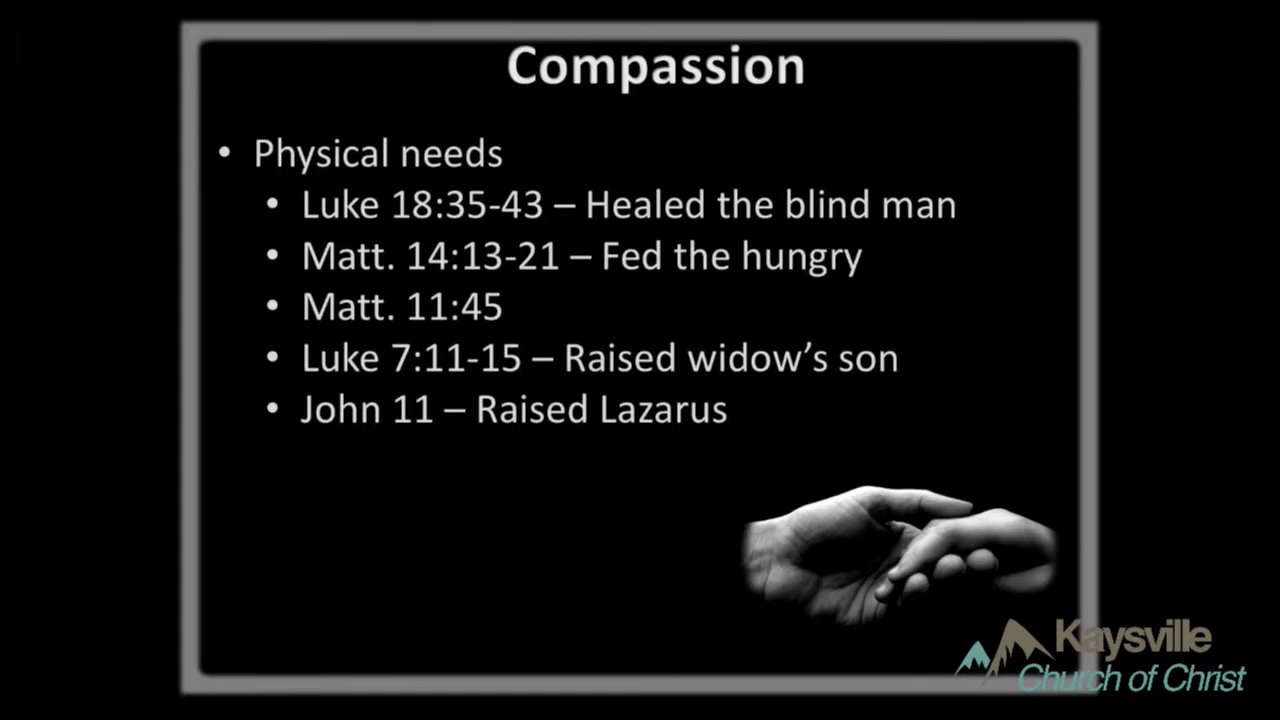 Compassion
• Physical needs
• Luke 18:35-43 – Healed the blind man
• Matt. 14:13-21 – Fed the hungry
• Matt. 11:45
• Luke 7:11-15 – Raised widow’s son
• John 11 – Raised Lazarus
Kaysville
Church of Christ